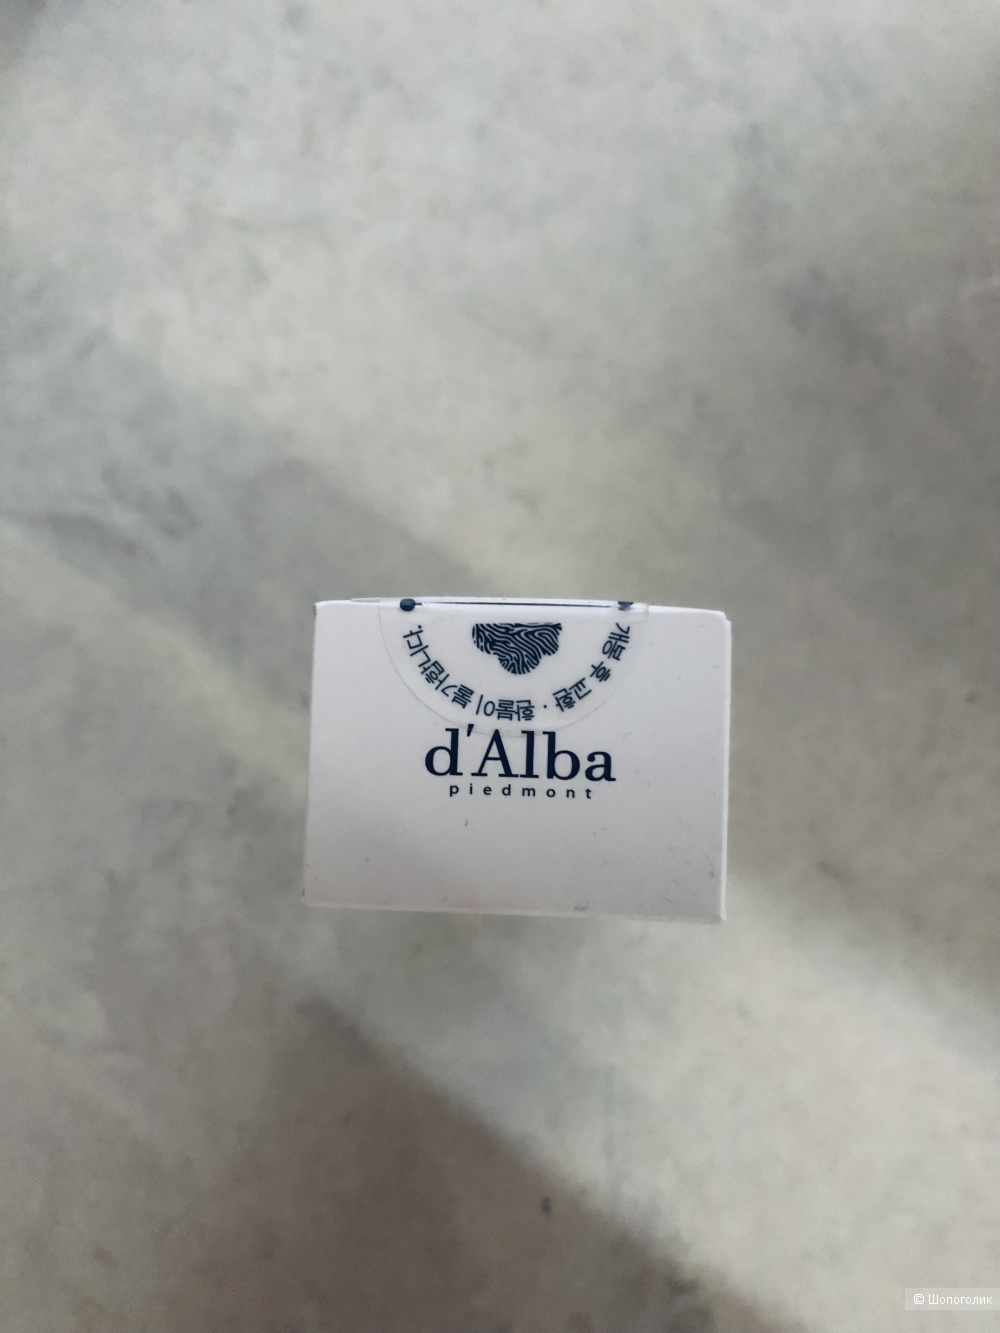 개봉 후 교환 · 환불이 불가합니다.
d'Alba
piedmont
© Шопоголик